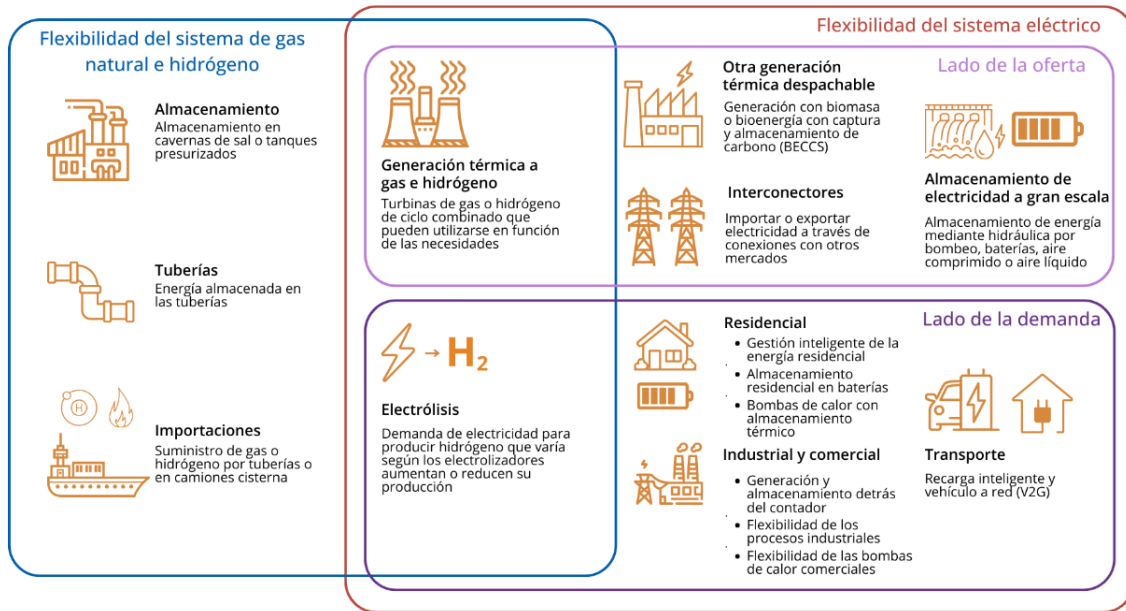 Flexibilidad del sistema de gas
natural e hidrógeno
Almacenamiento
Almacenamiento en
cavernas de sal o tanques
presurizados
Tuberías
Energía almacenada en
las tuberías
H
Importaciones
Suministro de gas o
hidrógeno por tuberías o
en camiones cisterna
Flexibilidad del sistema eléctrico
Lado de la oferta
Generación térmica a
gas e hidrógeno
Turbinas de gas o hidrógeno
de ciclo combinado que
pueden utilizarse en función
de las necesidades
Otra generación
térmica despachable
Generación con biomasa
o bioenergía con captura
y almacenamiento de
carbono (BECCS)
Interconectores
Importar o exportar
electricidad a través de
conexiones con otros
mercados
Almacenamiento de
electricidad a gran escala
Almacenamiento de energía
mediante hidráulica por
bombeo, baterías, aire
comprimido o aire líquido
Lado de la demanda
→ H₂
Electrólisis
Demanda de electricidad para
producir hidrógeno que varía
según los electrolizadores
aumentan o reducen su
producción
Residencial
• Gestión inteligente de la
energía residencial
• Almacenamiento
residencial en baterías
• Bombas de calor con
almacenamiento
térmico
Industrial y comercial
• Generación y
almacenamiento detrás
del contador
• Flexibilidad de los
procesos industriales
• Flexibilidad de las bombas
de calor comerciales
Transporte
Recarga inteligente y
vehículo a red (V2G)